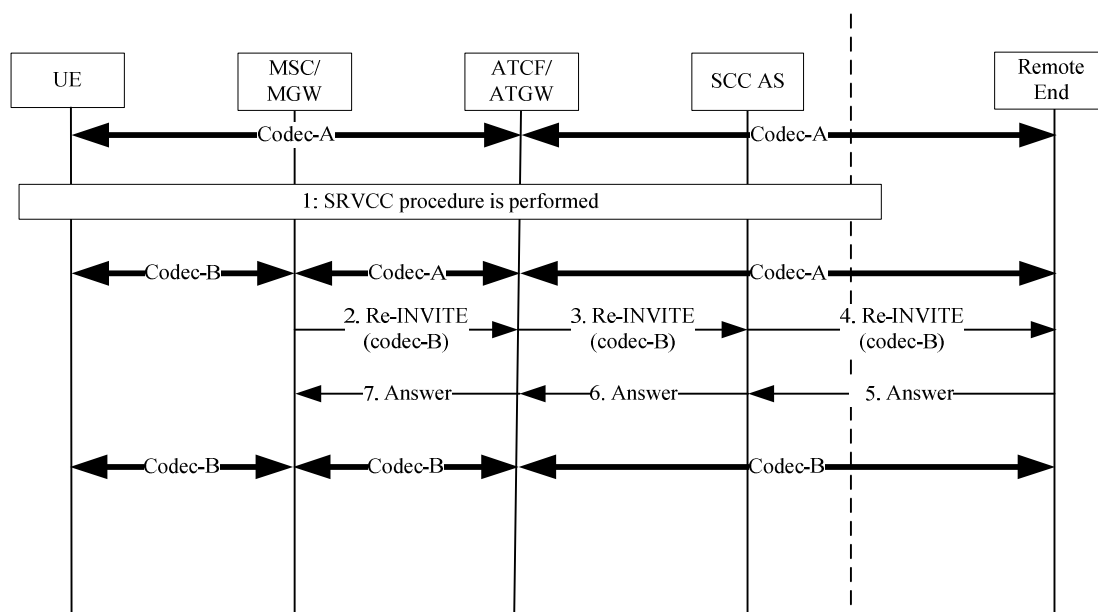 UE
MSC/
MGW
ATCF/
ATGW
SCC AS
Remote
End
Codec-A
Codec-A
1: SRVCC procedure is performed
Codec-B
Codec-A
Codec-A
2. Re-INVITE
(codec-B)
3. Re-INVITE
(codec-B)
4. Re-INVITE
(codec-B)
7. Answer
6. Answer
5. Answer
Codec-B
Codec-B
Codec-B